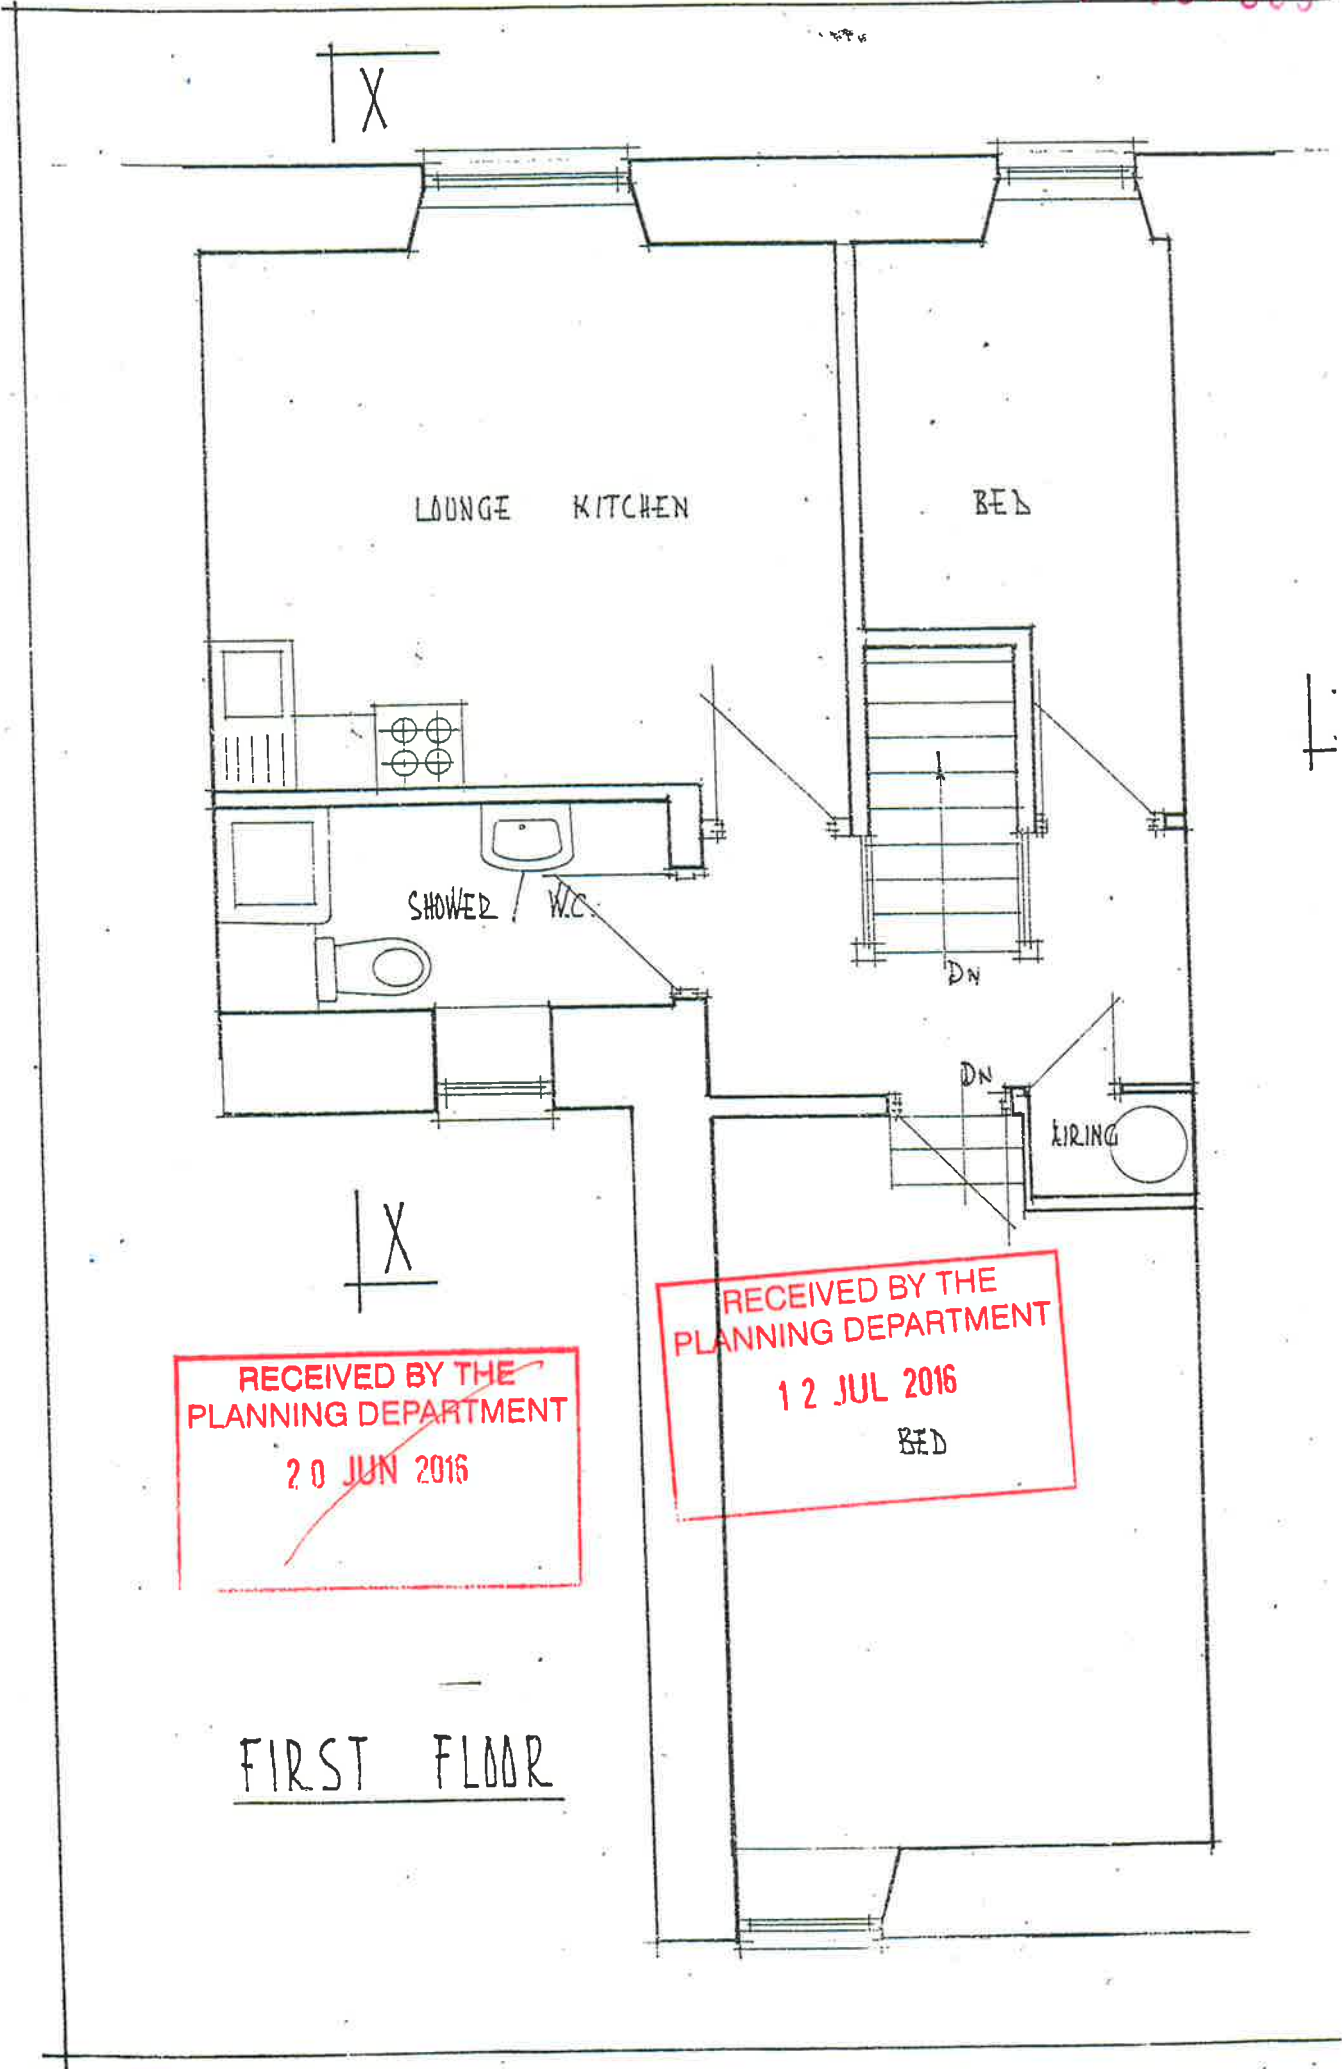 X
LOUNGE KITCHEN
BED
SHOWER W.C.
DN
DN
AIRING
X
RECEIVED BY THE
PLANNING DEPARTMENT
12 JUL 2016
BED
RECEIVED BY THE
PLANNING DEPARTMENT
20 JUN 2016
FIRST FLOOR